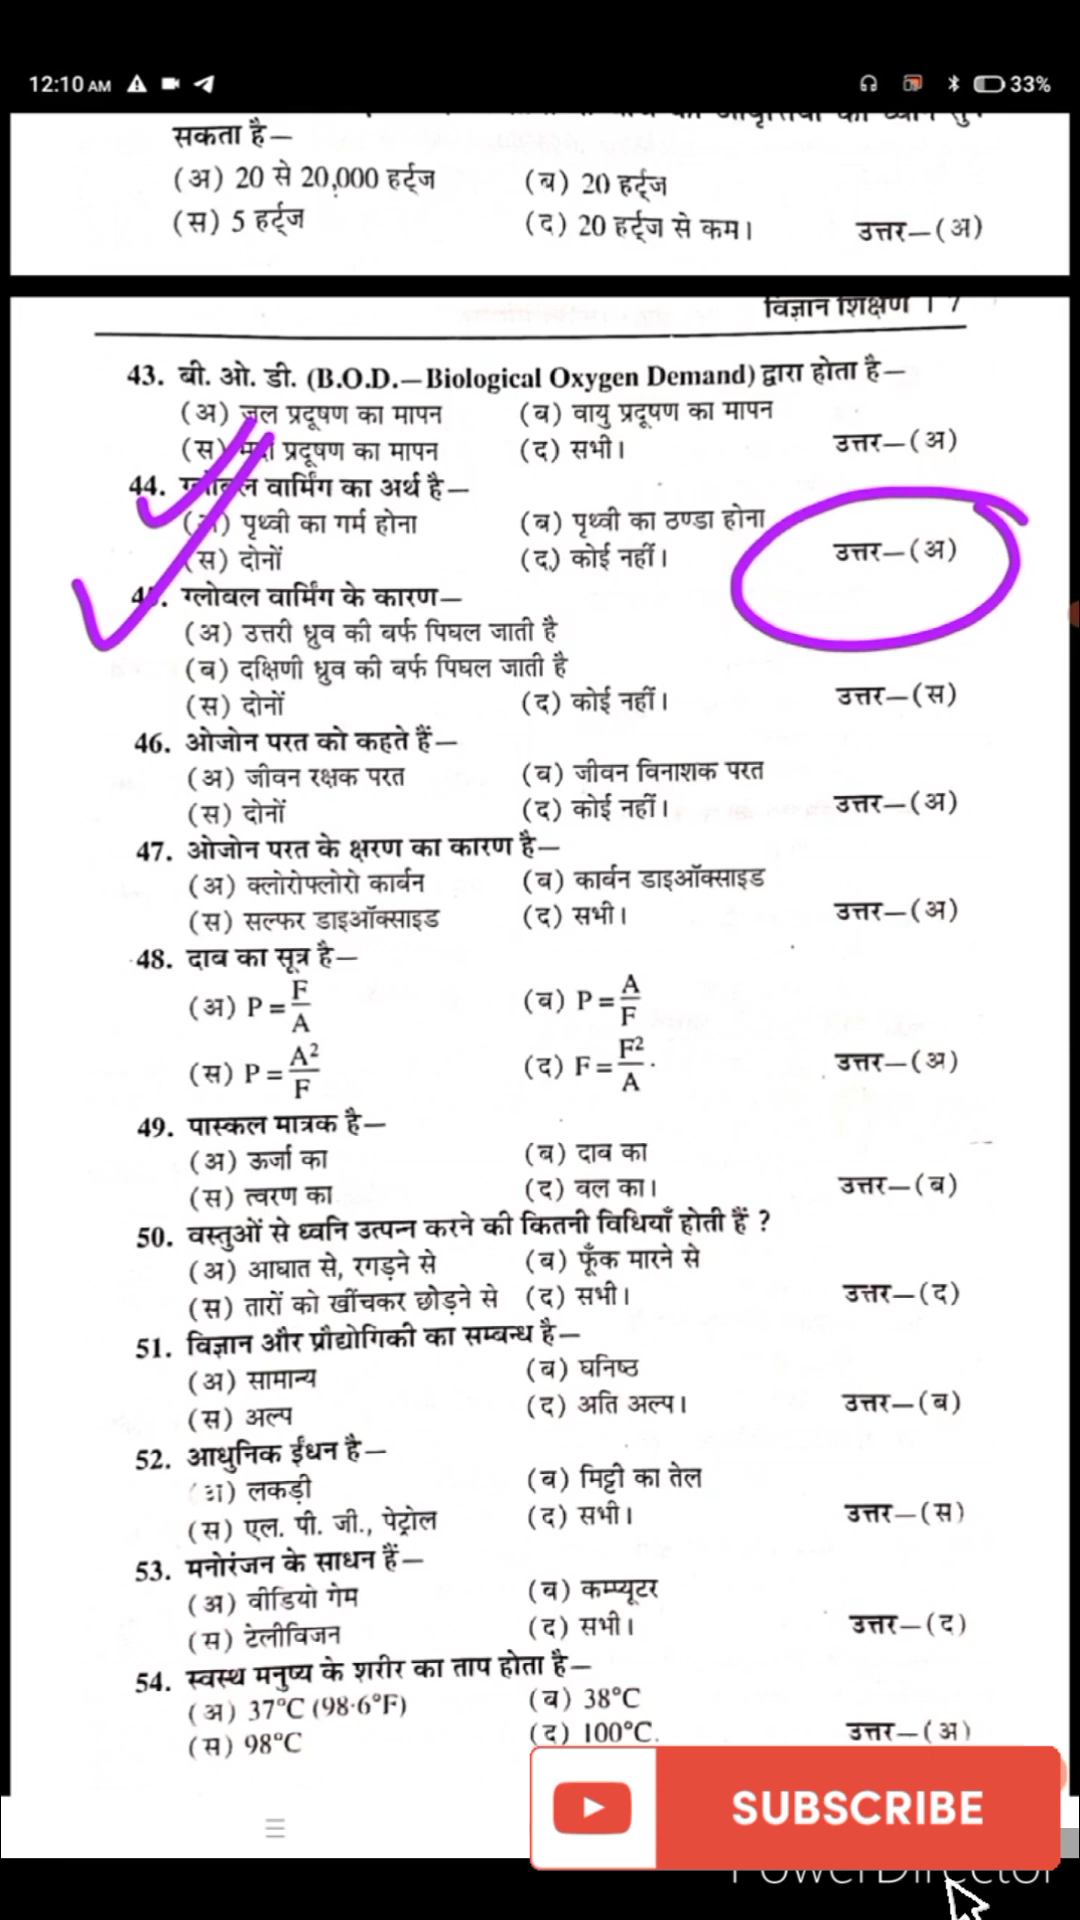 12:10 AM 33%
सकता है—
(अ) 20 से 20,000 हर्ट्ज (ब) 20 हर्ट्ज
(स) 5 हर्ट्ज (द) 20 हर्ट्ज से कम। उत्तर—(अ)
विज्ञान शिक्षण | 7
43. बी. ओ. डी. (B.O.D.—Biological Oxygen Demand) द्वारा होता है—
(अ) जल प्रदूषण का मापन (ब) वायु प्रदूषण का मापन
(स) प्रदूषण का मापन (द) सभी। उत्तर—(अ)
44. ग्लोबल वार्मिंग का अर्थ है—
(अ) पृथ्वी का गर्म होना (ब) पृथ्वी का ठण्डा होना
(स) दोनों (द) कोई नहीं। उत्तर—(अ)
45. ग्लोबल वार्मिंग के कारण—
(अ) उत्तरी ध्रुव की बर्फ पिघल जाती है
(ब) दक्षिणी ध्रुव की बर्फ पिघल जाती है
(स) दोनों (द) कोई नहीं। उत्तर—(स)
46. ओजोन परत को कहते हैं—
(अ) जीवन रक्षक परत (ब) जीवन विनाशक परत
(स) दोनों (द) कोई नहीं। उत्तर—(अ)
47. ओजोन परत के क्षरण का कारण है—
(अ) क्लोरोफ्लोरो कार्बन (ब) कार्बन डाइऑक्साइड
(स) सल्फर डाइऑक्साइड (द) सभी। उत्तर—(अ)
48. दाब का सूत्र है—
(अ) P = F/A (ब) P = A/F
(स) P = A²/F (द) F = F²/A. उत्तर—(अ)
49. पास्कल मात्रक है—
(अ) ऊर्जा का (ब) दाब का
(स) त्वरण का (द) बल का। उत्तर—(ब)
50. वस्तुओं से ध्वनि उत्पन्न करने की कितनी विधियाँ होती हैं ?
(अ) आघात से, रगड़ने से (ब) फूँक मारने से
(स) तारों को खींचकर छोड़ने से (द) सभी। उत्तर—(द)
51. विज्ञान और प्रौद्योगिकी का सम्बन्ध है—
(अ) सामान्य (ब) घनिष्ठ
(स) अल्प (द) अति अल्प। उत्तर—(ब)
52. आधुनिक ईंधन है—
(अ) लकड़ी (ब) मिट्टी का तेल
(स) एल. पी. जी., पेट्रोल (द) सभी। उत्तर—(स)
53. मनोरंजन के साधन हैं—
(अ) वीडियो गेम (ब) कम्प्यूटर
(स) टेलीविजन (द) सभी। उत्तर—(द)
54. स्वस्थ मनुष्य के शरीर का ताप होता है—
(अ) 37°C (98·6°F) (ब) 38°C
(स) 98°C (द) 100°C. उत्तर—(अ)
SUBSCRIBE
PowerDirector